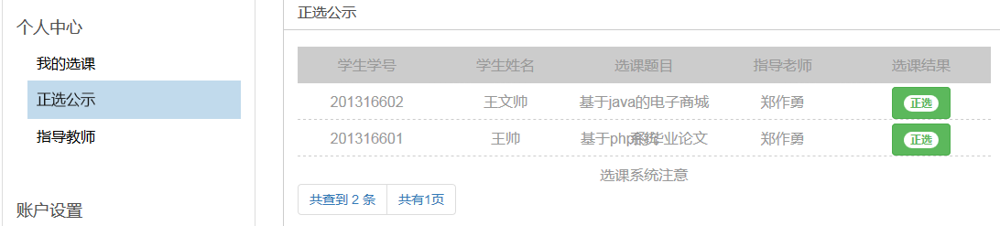 个人中心
我的选课
正选公示
指导教师
账户设置
正选公示
学生学号 学生姓名 选课题目 指导老师 选课结果
201316602 王文帅 基于java的电子商城 郑作勇 正选
201316601 王帅 基于php的毕业论文 郑作勇 正选
系统
选课系统注意
共查到 2 条 共有1页